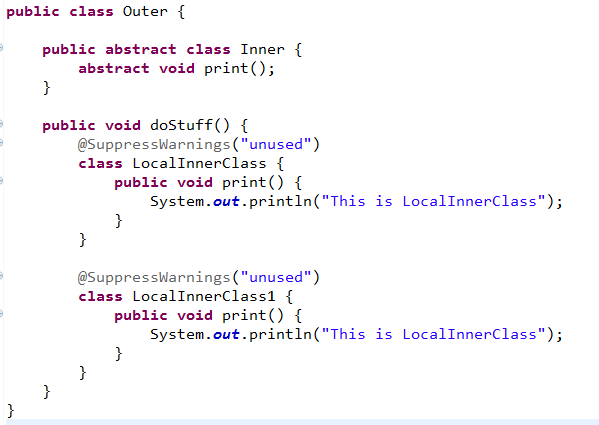 public class Outer {
public abstract class Inner {
abstract void print();
}
public void doStuff() {
@SuppressWarnings("unused")
class LocalInnerClass {
public void print() {
System.out.println("This is LocalInnerClass");
}
}
@SuppressWarnings("unused")
class LocalInnerClass1 {
public void print() {
System.out.println("This is LocalInnerClass");
}
}
}
}